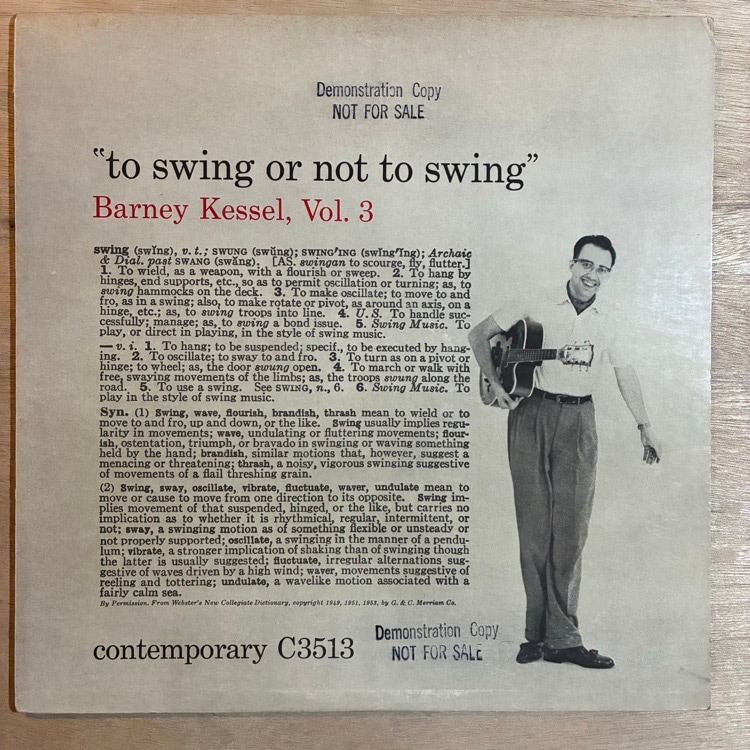 Demonstration Copy
NOT FOR SALE
"to swing or not to swing"
Barney Kessel, Vol. 3
swing (swĭng), v. t.; SWUNG (swŭng); SWING'ING (swĭng'ĭng); Archaic
& Dial. past SWANG (swăng). [AS. swingan to scourge, fly, flutter.]
1. To wield, as a weapon, with a flourish or sweep. 2. To hang by
hinges, end supports, etc., so as to permit oscillation or turning; as, to
swing hammocks on the deck. 3. To make oscillate; to move to and
fro, as in a swing; also, to make rotate or pivot, as around an axis, on a
hinge, etc.; as, to swing troops into line. 4. U. S. To handle suc-
cessfully; manage; as, to swing a bond issue. 5. Swing Music. To
play, or direct in playing, in the style of swing music.
— v. i. 1. To hang; to be suspended; specif., to be executed by hang-
ing. 2. To oscillate; to sway to and fro. 3. To turn as on a pivot or
hinge; to wheel; as, the door swung open. 4. To march or walk with
free, swaying movements of the limbs; as, the troops swung along the
road. 5. To use a swing. See SWING, n., 6. 6. Swing Music. To
play in the style of swing music.
Syn. (1) Swing, wave, flourish, brandish, thrash mean to wield or to
move to and fro, up and down, or the like. Swing usually implies regu-
larity in movements; wave, undulating or fluttering movements; flour-
ish, ostentation, triumph, or bravado in swinging or waving something
held by the hand; brandish, similar motions that, however, suggest a
menacing or threatening; thrash, a noisy, vigorous swinging suggestive
of movements of a flail threshing grain.
(2) Swing, sway, oscillate, vibrate, fluctuate, waver, undulate mean to
move or cause to move from one direction to its opposite. Swing im-
plies movement of that suspended, hinged, or the like, but carries no
implication as to whether it is rhythmical, regular, intermittent, or
not; sway, a swinging motion as of something flexible or unsteady or
not properly supported; oscillate, a swinging in the manner of a pendu-
lum; vibrate, a stronger implication of shaking than of swinging though
the latter is usually suggested; fluctuate, irregular alternations sug-
gestive of waves driven by a high wind; waver, movements suggestive of
reeling and tottering; undulate, a wavelike motion associated with a
fairly calm sea.
By Permission. From Webster's New Collegiate Dictionary, copyright 1949, 1951, 1953, by G. & C. Merriam Co.
contemporary C3513
Demonstration Copy
NOT FOR SALE